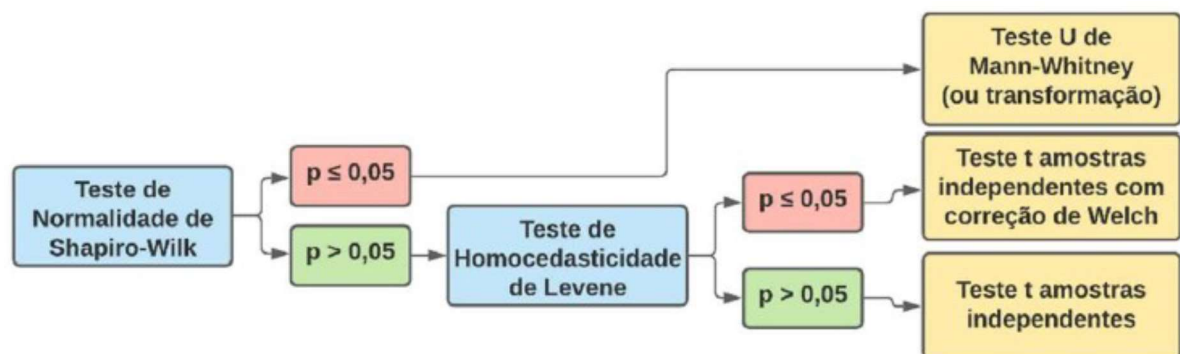 Teste de
Normalidade de
Shapiro-Wilk
p ≤ 0,05
p > 0,05
Teste de
Homocedasticidade
de Levene
p ≤ 0,05
p > 0,05
Teste U de
Mann-Whitney
(ou transformação)
Teste t amostras
independentes com
correção de Welch
Teste t amostras
independentes